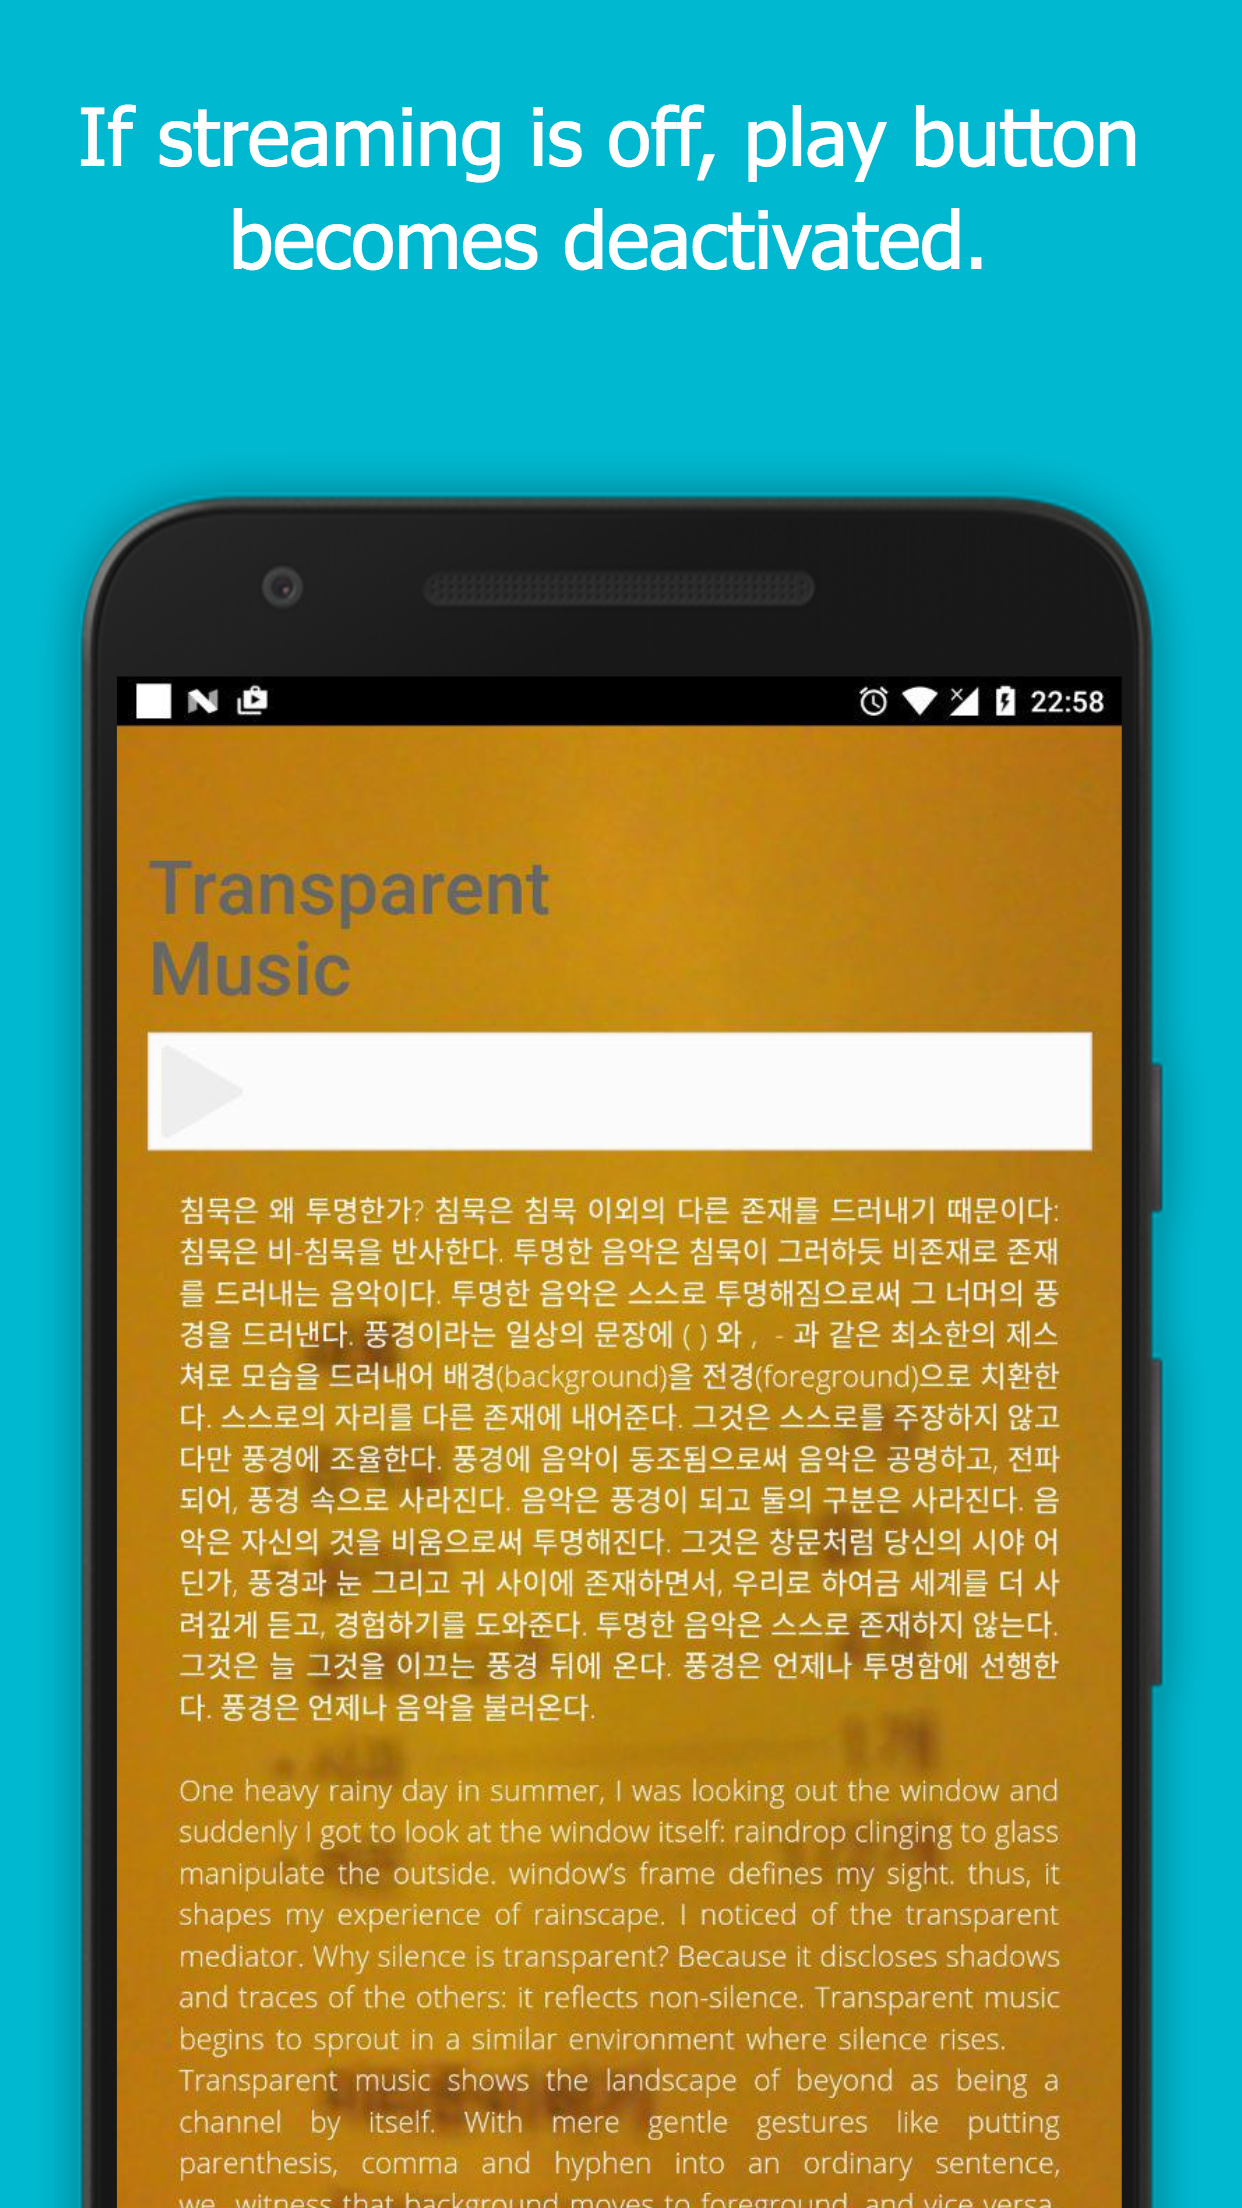 If streaming is off, play button
becomes deactivated.
22:58
Transparent
Music
침묵은 왜 투명한가? 침묵은 침묵 이외의 다른 존재를 드러내기 때문이다:
침묵은 비-침묵을 반사한다. 투명한 음악은 침묵이 그러하듯 비존재로 존재
를 드러내는 음악이다. 투명한 음악은 스스로 투명해짐으로써 그 너머의 풍
경을 드러낸다. 풍경이라는 일상의 문장에 ( ) 와 , - 과 같은 최소한의 제스
쳐로 모습을 드러내어 배경(background)을 전경(foreground)으로 치환한
다. 스스로의 자리를 다른 존재에 내어준다. 그것은 스스로를 주장하지 않고
다만 풍경에 조율한다. 풍경에 음악이 동조됨으로써 음악은 공명하고, 전파
되어, 풍경 속으로 사라진다. 음악은 풍경이 되고 둘의 구분은 사라진다. 음
악은 자신의 것을 비움으로써 투명해진다. 그것은 창문처럼 당신의 시야 어
딘가, 풍경과 눈 그리고 귀 사이에 존재하면서, 우리로 하여금 세계를 더 사
려깊게 듣고, 경험하기를 도와준다. 투명한 음악은 스스로 존재하지 않는다.
그것은 늘 그것을 이끄는 풍경 뒤에 온다. 풍경은 언제나 투명함에 선행한
다. 풍경은 언제나 음악을 불러온다.
One heavy rainy day in summer, I was looking out the window and
suddenly I got to look at the window itself: raindrop clinging to glass
manipulate the outside. window's frame defines my sight. thus, it
shapes my experience of rainscape. I noticed of the transparent
mediator. Why silence is transparent? Because it discloses shadows
and traces of the others: it reflects non-silence. Transparent music
begins to sprout in a similar environment where silence rises.
Transparent music shows the landscape of beyond as being a
channel by itself. With mere gentle gestures like putting
parenthesis, comma and hyphen into an ordinary sentence,
we witness that background moves to foreground, and vice versa.